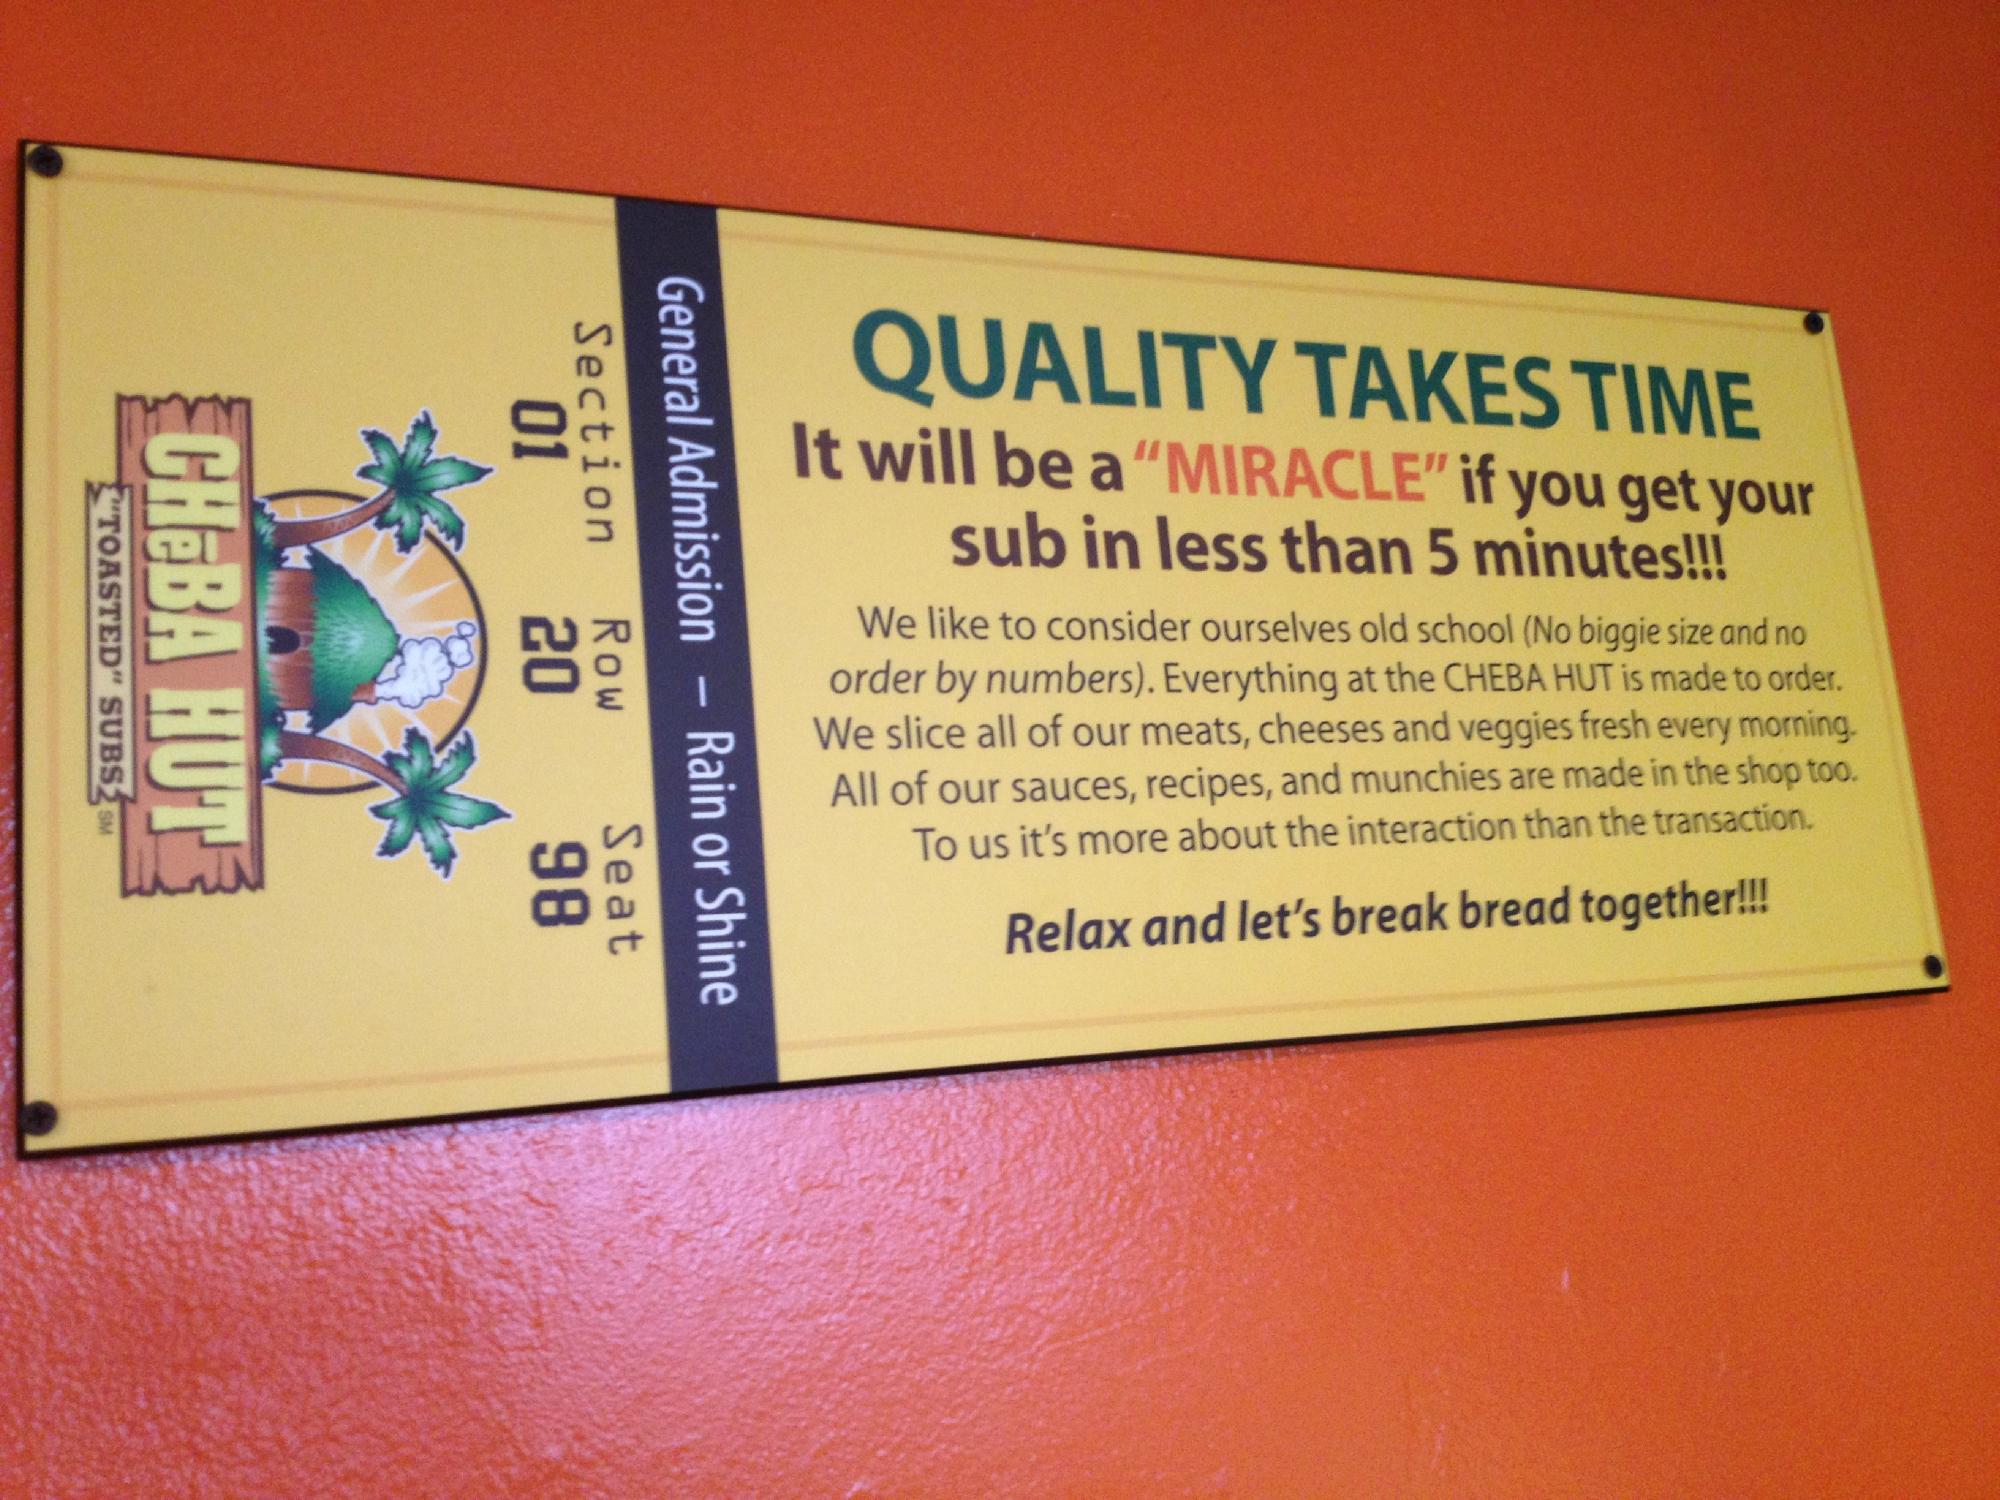 QUALITY TAKES TIME
It will be a “MIRACLE” if you get your
sub in less than 5 minutes!!!
We like to consider ourselves old school (No biggie size and no
order by numbers). Everything at the CHEBA HUT is made to order.
We slice all of our meats, cheeses and veggies fresh every morning.
All of our sauces, recipes, and munchies are made in the shop too.
To us it’s more about the interaction than the transaction.
Relax and let’s break bread together!!!
General Admission – Rain or Shine
Section Row Seat
01 20 98
CHEBA HUT
"TOASTED" SUBS
SM